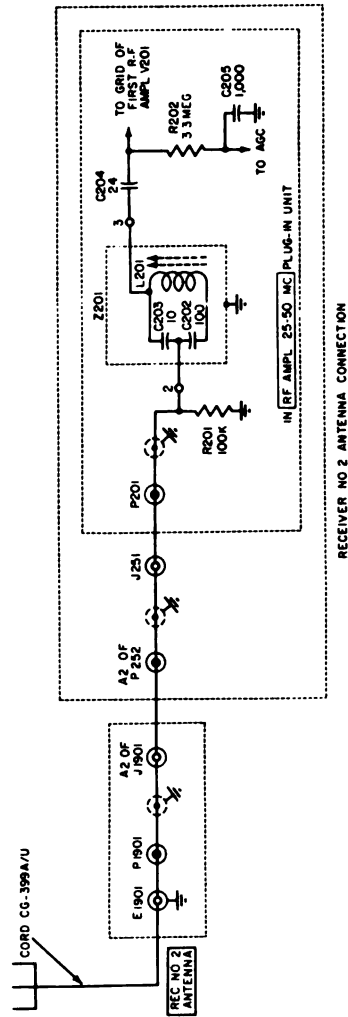 CORD CG-399A/U
REC NO 2
ANTENNA
E1901
P1901
A2 OF
J1901
A2 OF
P252
J251
P201
2
R201
100K
Z201
C203
10
C202
100
L201
3
C204
24
TO GRID OF
FIRST R.F
AMPL V201
R202
3.3 MEG
C205
1,000
TO AGC
IN RF AMPL 25-50 MC PLUG-IN UNIT
RECEIVER NO 2 ANTENNA CONNECTION